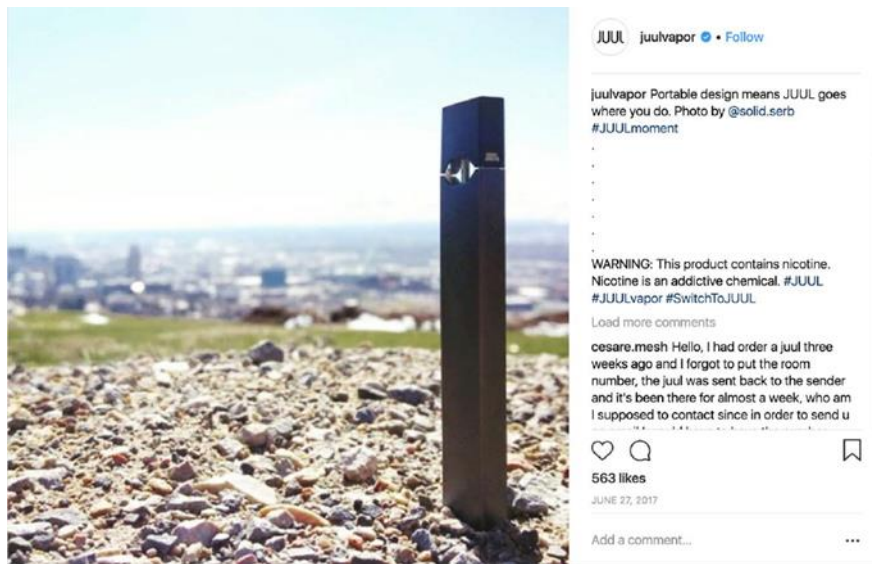 JUUL
juulvapor • Follow
juulvapor Portable design means JUUL goes
where you do. Photo by @solid.serb
#JUULmoment
.
.
.
.
.
.
.
WARNING: This product contains nicotine.
Nicotine is an addictive chemical. #JUUL
#JUULvapor #SwitchToJUUL
Load more comments
cesare.mesh Hello, I had order a juul three
weeks ago and I forgot to put the room
number, the juul was sent back to the sender
and it's been there for almost a week, who am
I supposed to contact since in order to send u
563 likes
JUNE 27, 2017
Add a comment...